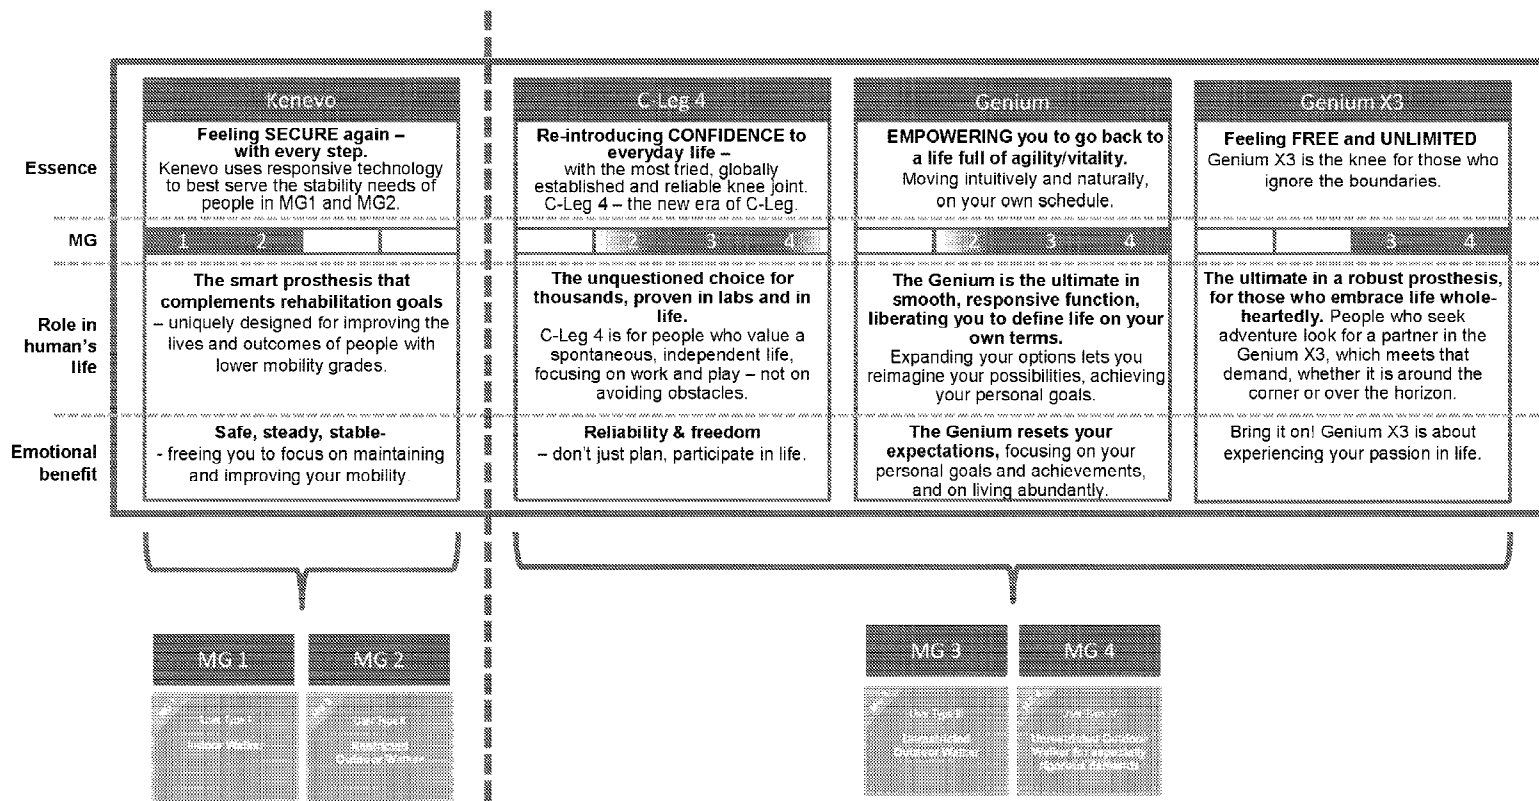 Kenevo
C-Leg 4
Genium
Genium X3
Essence
Feeling SECURE again –
with every step.
Kenevo uses responsive technology
to best serve the stability needs of
people in MG1 and MG2.
Re-introducing CONFIDENCE to
everyday life –
with the most tried, globally
established and reliable knee joint.
C-Leg 4 – the new era of C-Leg.
EMPOWERING you to go back to
a life full of agility/vitality.
Moving intuitively and naturally,
on your own schedule.
Feeling FREE and UNLIMITED
Genium X3 is the knee for those who
ignore the boundaries.
MG
1 2
2 3 4
2 3 4
3 4
Role in
human's
life
The smart prosthesis that
complements rehabilitation goals
– uniquely designed for improving the
lives and outcomes of people with
lower mobility grades.
The unquestioned choice for
thousands, proven in labs and in
life.
C-Leg 4 is for people who value a
spontaneous, independent life,
focusing on work and play – not on
avoiding obstacles.
The Genium is the ultimate in
smooth, responsive function,
liberating you to define life on your
own terms.
Expanding your options lets you
reimagine your possibilities, achieving
your personal goals.
The ultimate in a robust prosthesis,
for those who embrace life whole-
heartedly. People who seek
adventure look for a partner in the
Genium X3, which meets that
demand, whether it is around the
corner or over the horizon.
Emotional
benefit
Safe, steady, stable-
- freeing you to focus on maintaining
and improving your mobility.
Reliability & freedom
– don't just plan, participate in life.
The Genium resets your
expectations, focusing on your
personal goals and achievements,
and on living abundantly.
Bring it on! Genium X3 is about
experiencing your passion in life.
MG 1
MG 2
MG 3
MG 4
Indoor Walker
Restricted
Outdoor Walker
Outdoor Walker